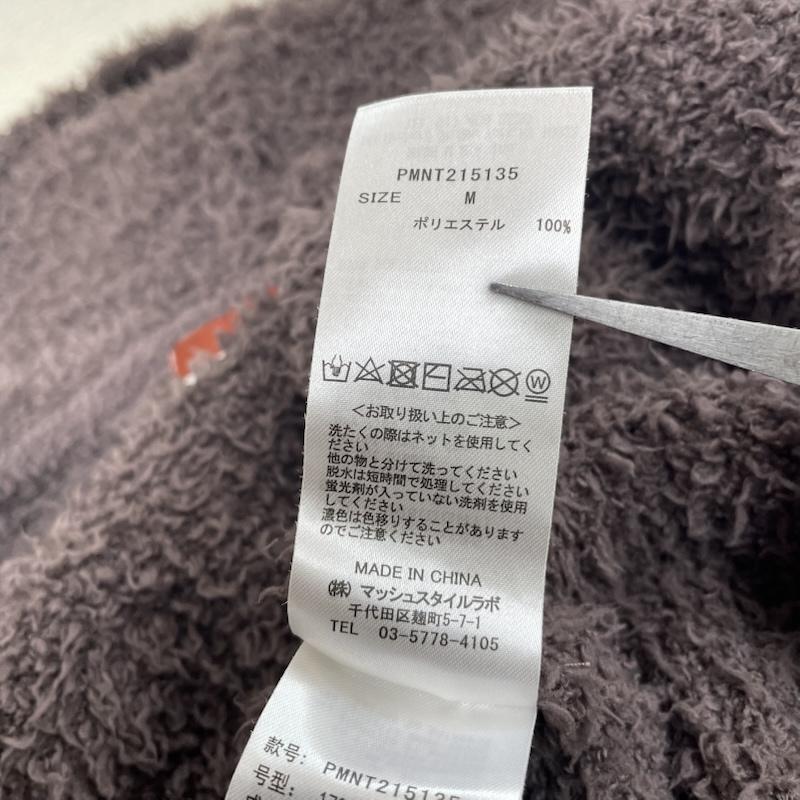 PMNT215135
SIZE M
ポリエステル 100%
W
<お取り扱い上のご注意>
洗たくの際はネットを使用してく
ださい
他の物と分けて洗ってください
脱水は短時間で処理してください
蛍光剤が入っていない洗剤を使用
してください
濃色は色移りすることがあります
のでご注意ください
MADE IN CHINA
(株) マッシュスタイルラボ
千代田区麹町5-7-1
TEL 03-5778-4105
款号: PMNT215135
号型: